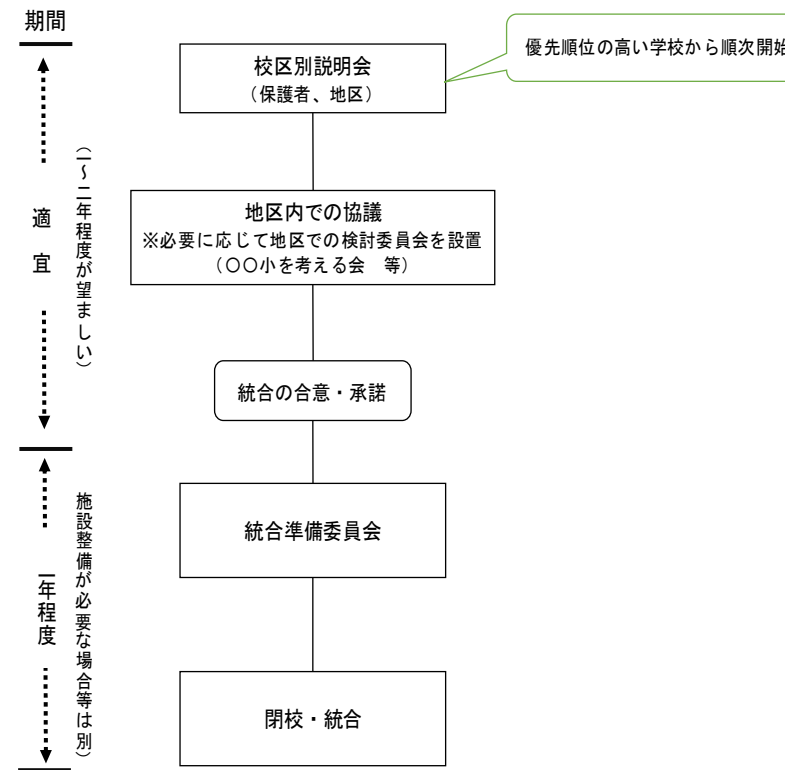 期間
校区別説明会
（保護者、地区）
優先順位の高い学校から順次開始
適宜
（一～二年程度が望ましい）
地区内での協議
※必要に応じて地区での検討委員会を設置
（〇〇小を考える会　等）
統合の合意・承諾
一年程度
施設整備が必要な場合等は別）
統合準備委員会
閉校・統合